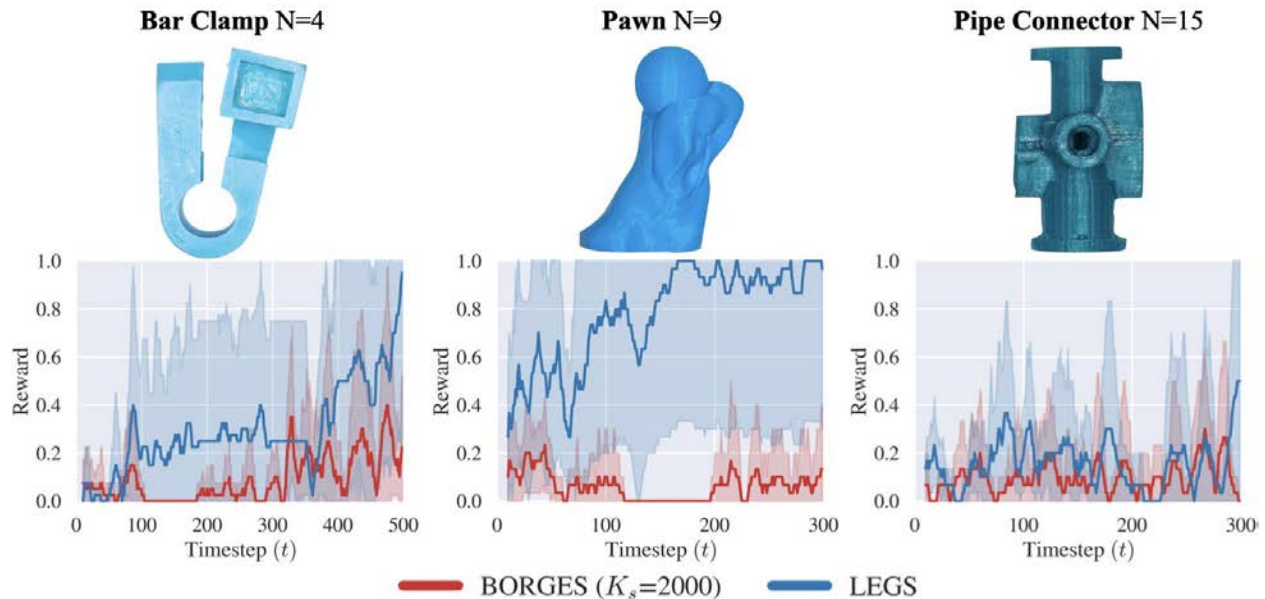 Bar Clamp N=4
Pawn N=9
Pipe Connector N=15
1.0
0.8
0.6
0.4
0.2
0.0
Reward
0
100
200
300
400
500
Timestep (t)
1.0
0.8
0.6
0.4
0.2
0.0
Reward
0
100
200
300
Timestep (t)
1.0
0.8
0.6
0.4
0.2
0.0
Reward
0
100
200
300
Timestep (t)
BORGES (Kₛ=2000)
LEGS